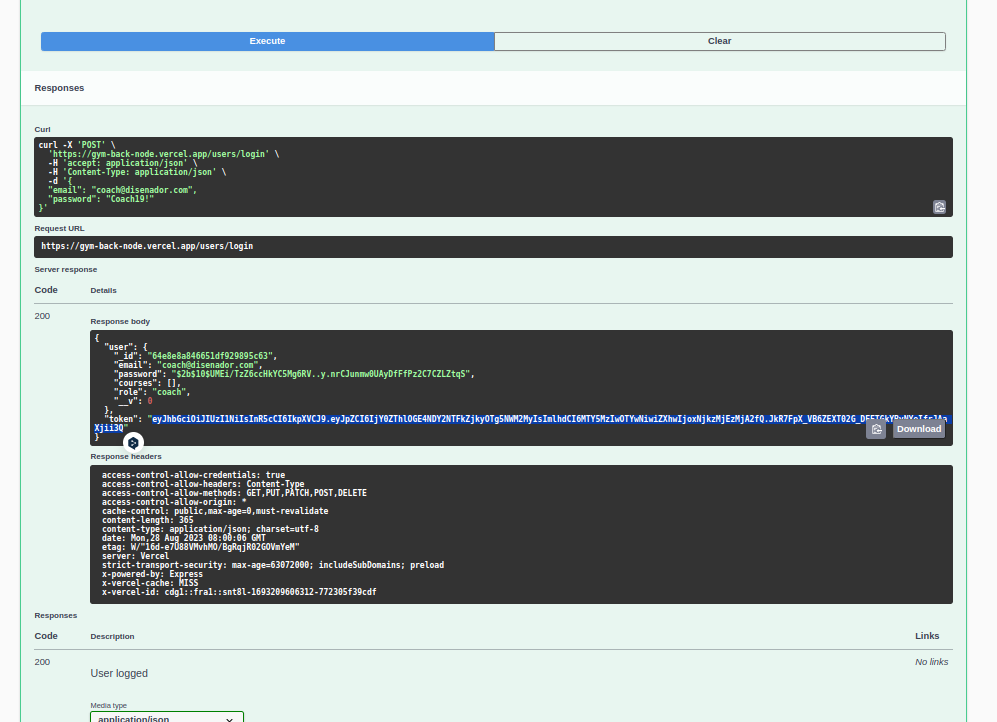 Execute
Clear
Responses
Curl
curl -X 'POST' \
'https://gym-back-node.vercel.app/users/login' \
-H 'accept: application/json' \
-H 'Content-Type: application/json' \
-d '{
"email": "coach@disenador.com",
"password": "Coach19!"
}'
Request URL
https://gym-back-node.vercel.app/users/login
Server response
Code Details
200
Response body
{
"user": {
"_id": "64e8e8a846651df929895c63",
"email": "coach@disenador.com",
"password":
"courses": [],
"role": "coach",
"__v": 0
},
"token":
}
Download
Response headers
access-control-allow-credentials: true
access-control-allow-headers: Content-Type
access-control-allow-methods: GET,PUT,PATCH,POST,DELETE
access-control-allow-origin: *
cache-control: public,max-age=0,must-revalidate
content-length: 365
content-type: application/json; charset=utf-8
date: Mon,28 Aug 2023 08:00:06 GMT
etag: W/"16d-e7U88VMvhMO/BgRqjR02GOVmYeM"
server: Vercel
strict-transport-security: max-age=63072000; includeSubDomains; preload
x-powered-by: Express
x-vercel-cache: MISS
x-vercel-id: cdg1::fra1::snt8l-1693209606312-772305f39cdf
Responses
Code Description Links
200 No links
User logged
Media type
application/json